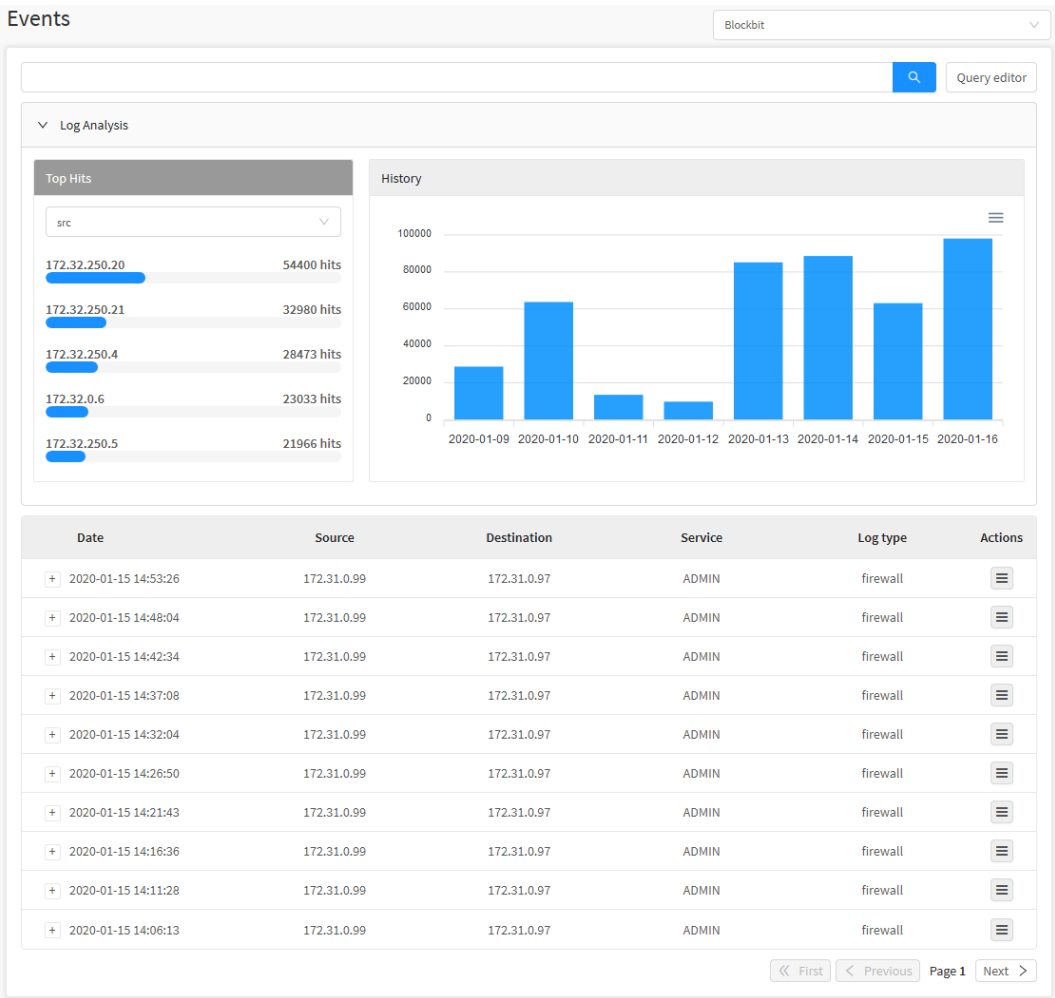 Events
Blockbit
Query editor
Log Analysis
Top Hits
src
172.32.250.20 54400 hits
172.32.250.21 32980 hits
172.32.250.4 28473 hits
172.32.0.6 23033 hits
172.32.250.5 21966 hits
History
100000
80000
60000
40000
20000
0
2020-01-09 2020-01-10 2020-01-11 2020-01-12 2020-01-13 2020-01-14 2020-01-15 2020-01-16
Date Source Destination Service Log type Actions
+ 2020-01-15 14:53:26 172.31.0.99 172.31.0.97 ADMIN firewall
+ 2020-01-15 14:48:04 172.31.0.99 172.31.0.97 ADMIN firewall
+ 2020-01-15 14:42:34 172.31.0.99 172.31.0.97 ADMIN firewall
+ 2020-01-15 14:37:08 172.31.0.99 172.31.0.97 ADMIN firewall
+ 2020-01-15 14:32:04 172.31.0.99 172.31.0.97 ADMIN firewall
+ 2020-01-15 14:26:50 172.31.0.99 172.31.0.97 ADMIN firewall
+ 2020-01-15 14:21:43 172.31.0.99 172.31.0.97 ADMIN firewall
+ 2020-01-15 14:16:36 172.31.0.99 172.31.0.97 ADMIN firewall
+ 2020-01-15 14:11:28 172.31.0.99 172.31.0.97 ADMIN firewall
+ 2020-01-15 14:06:13 172.31.0.99 172.31.0.97 ADMIN firewall
First Previous Page 1 Next